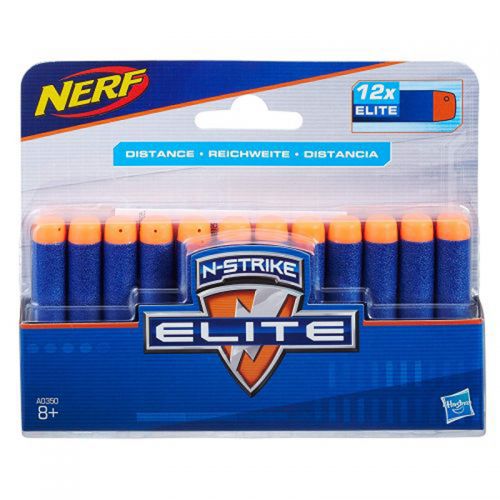 NERF
12x
ELITE
DISTANCE • REICHWEITE • DISTANCIA
N-STRIKE
ELITE
A0350
8+
Hasbro